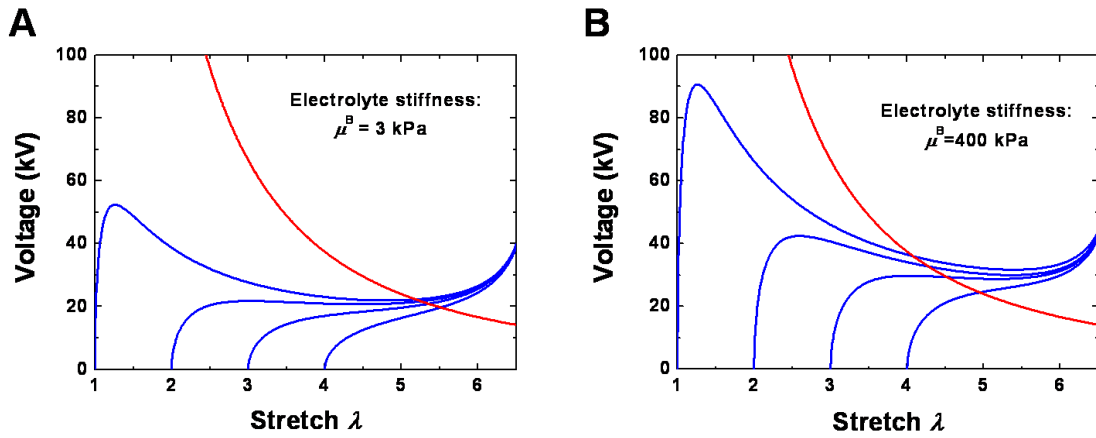 A
B
Voltage (kV)
100
80
60
40
20
0
Electrolyte stiffness:
μᴮ = 3 kPa
1 2 3 4 5 6
Stretch λ
Voltage (kV)
100
80
60
40
20
0
Electrolyte stiffness:
μᴮ=400 kPa
1 2 3 4 5 6
Stretch λ